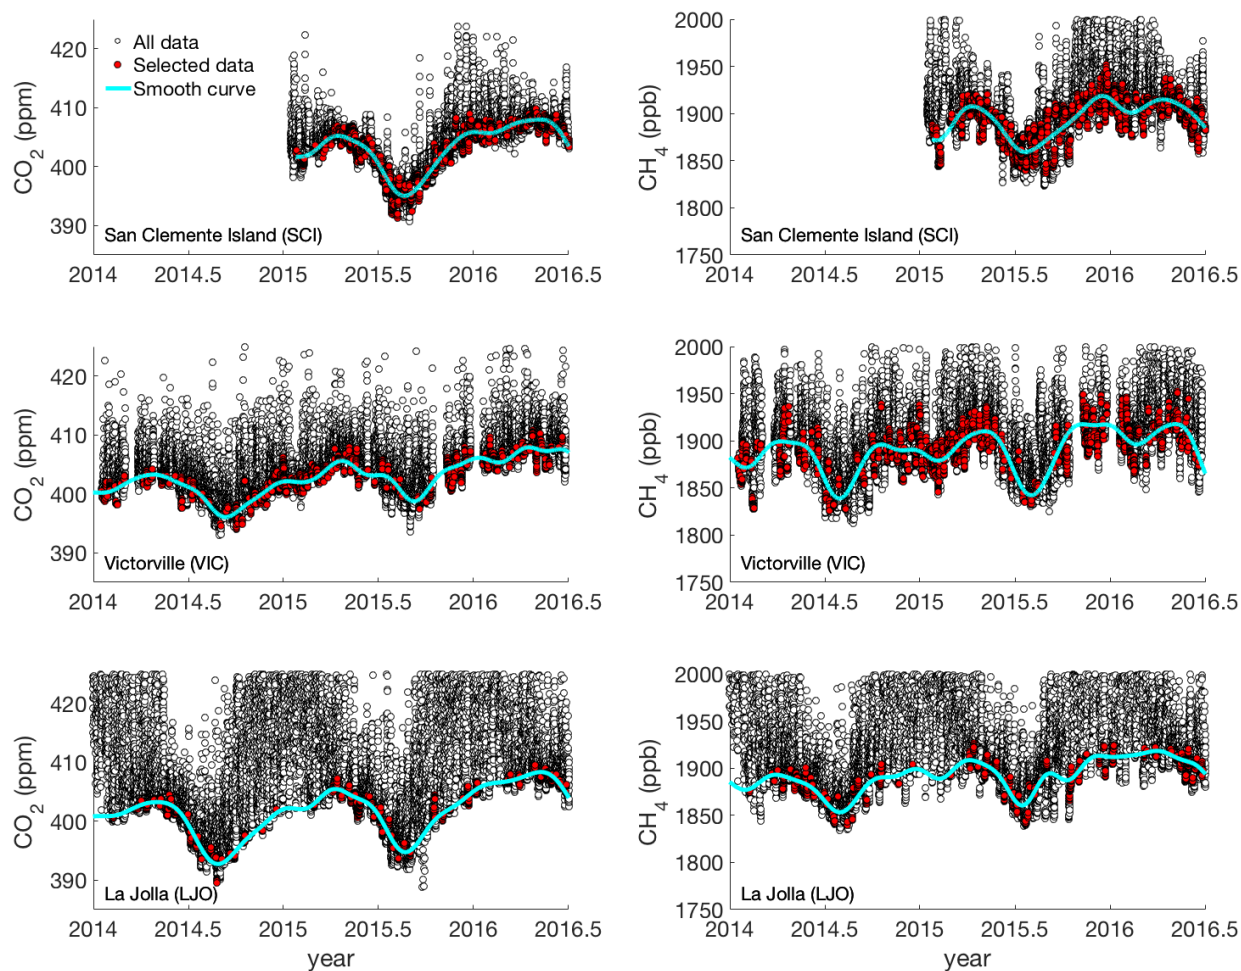 420
410
400
390
CO2 (ppm)
All data
Selected data
Smooth curve
San Clemente Island (SCI)
2014 2014.5 2015 2015.5 2016 2016.5
2000
1950
1900
1850
1800
1750
CH4 (ppb)
San Clemente Island (SCI)
2014 2014.5 2015 2015.5 2016 2016.5
420
410
400
390
CO2 (ppm)
Victorville (VIC)
2014 2014.5 2015 2015.5 2016 2016.5
2000
1950
1900
1850
1800
1750
CH4 (ppb)
Victorville (VIC)
2014 2014.5 2015 2015.5 2016 2016.5
420
410
400
390
CO2 (ppm)
La Jolla (LJO)
2014 2014.5 2015 2015.5 2016 2016.5
year
2000
1950
1900
1850
1800
1750
CH4 (ppb)
La Jolla (LJO)
2014 2014.5 2015 2015.5 2016 2016.5
year